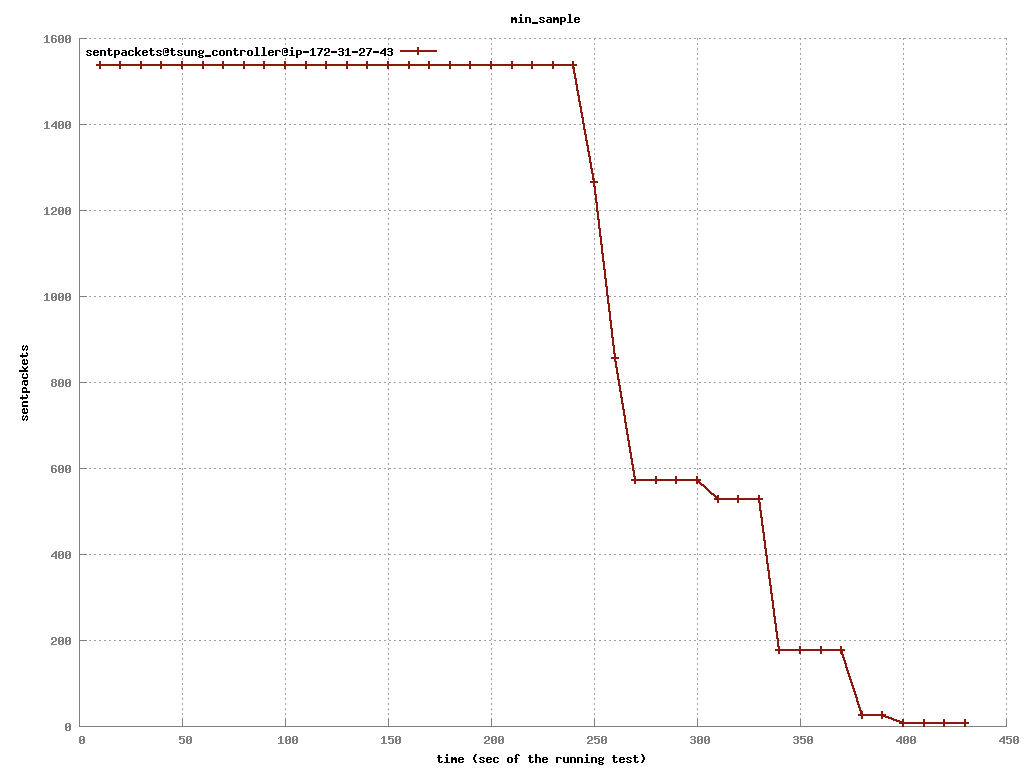 min_sample
sentpackets@tsung_controller@ip-172-31-27-43
1600
1400
1200
1000
800
600
400
200
0
sentpackets
0 50 100 150 200 250 300 350 400 450
time (sec of the running test)